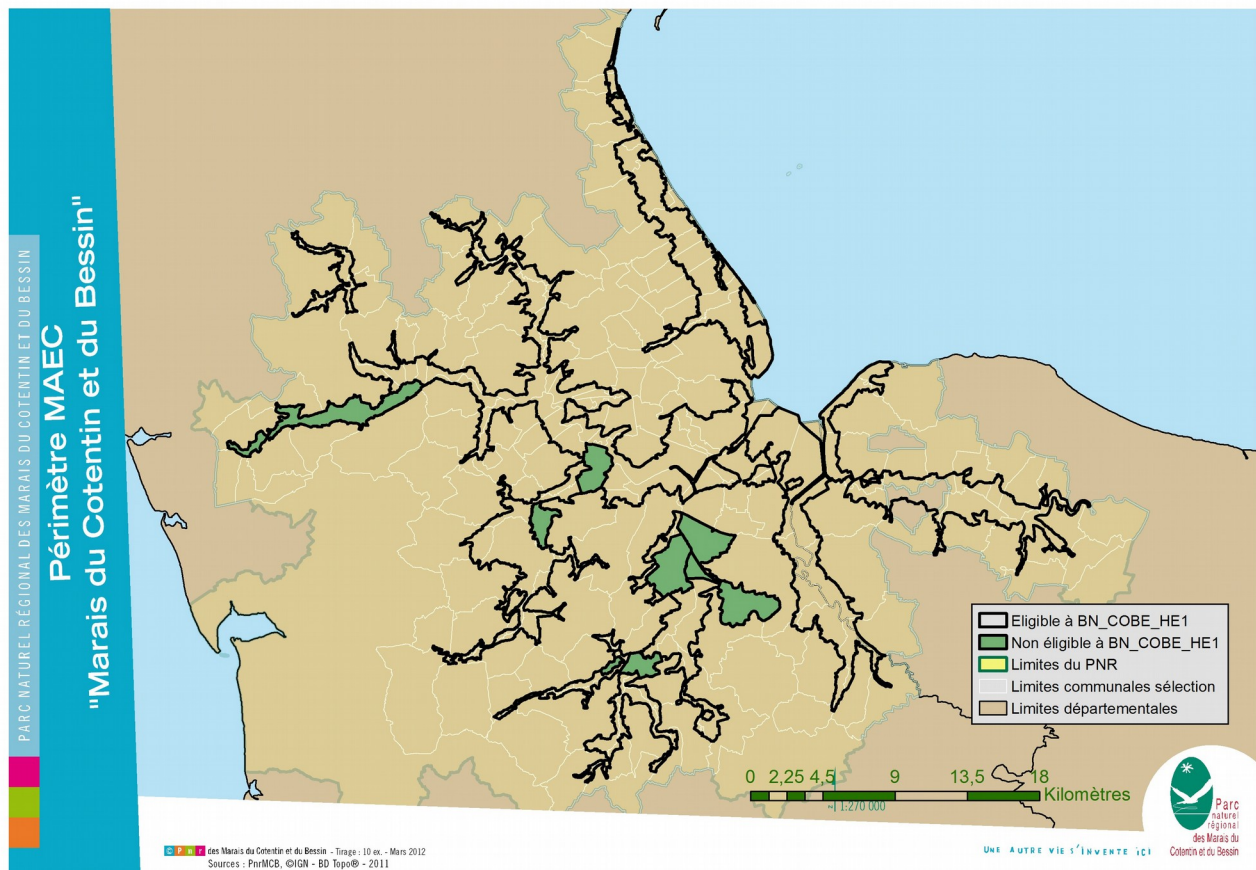 PARC NATUREL RÉGIONAL DES MARAIS DU COTENTIN ET DU BESSIN
Périmètre MAEC
"Marais du Cotentin et du Bessin"
Eligible à BN_COBE_HE1
Non éligible à BN_COBE_HE1
Limites du PNR
Limites communales sélection
Limites départementales
0 2,25 4,5 9 13,5 18
Kilomètres
1:270 000
Parc
naturel
régional
des Marais du
Cotentin et du Bessin
UNE AUTRE VIE S'INVENTE ICI
© P n r des Marais du Cotentin et du Bessin - Tirage : 10 ex. - Mars 2012
Sources : PnrMCB, ©IGN - BD Topo® - 2011